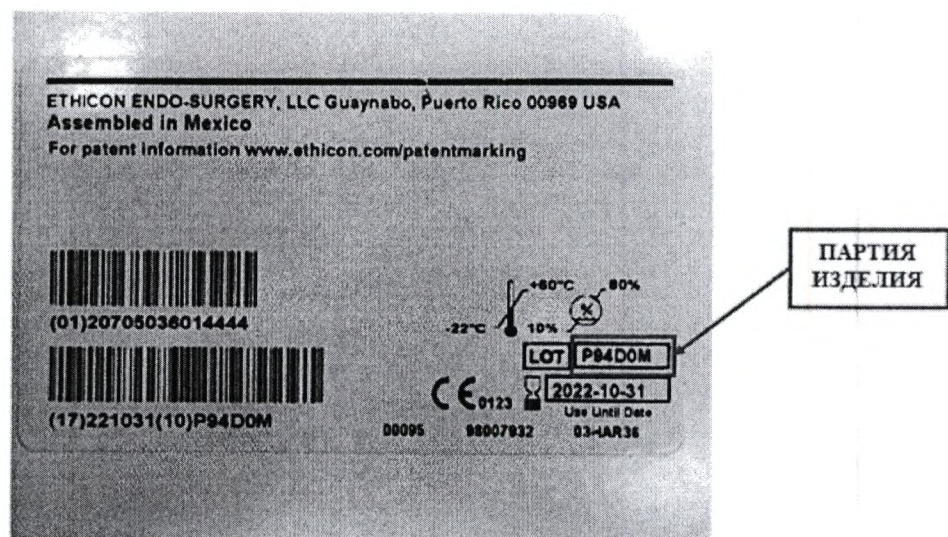 ETHICON ENDO-SURGERY, LLC Guaynabo, Puerto Rico 00969 USA
Assembled in Mexico
For patent information www.ethicon.com/patentmarking
ПАРТИЯ
ИЗДЕЛИЯ
+60°C
80%
(01)20705036014444
-22°C
10%
LOT P94D0M
CE 0123
2022-10-31
Use Until Date
(17)221031(10)P94D0M
00095 98007932